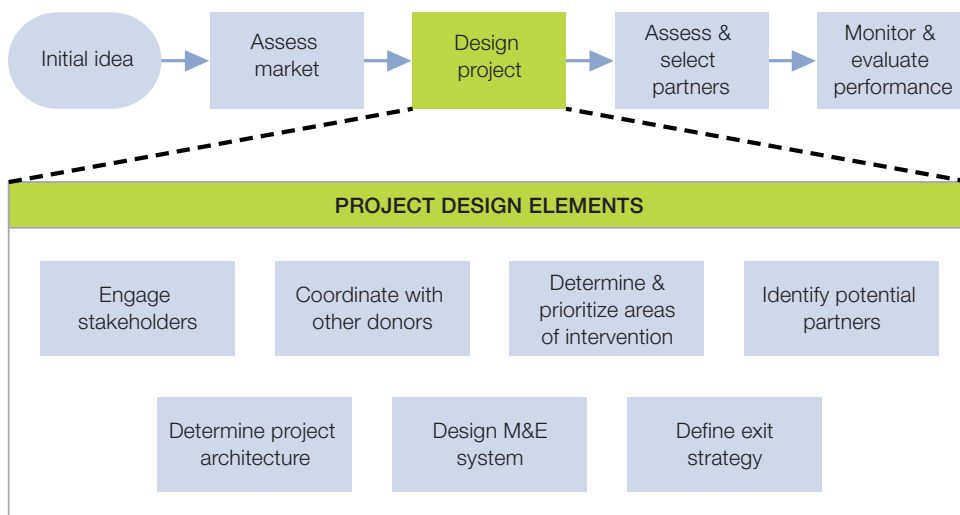 Initial idea
Assess
market
Design
project
Assess &
select
partners
Monitor &
evaluate
performance
PROJECT DESIGN ELEMENTS
Engage
stakeholders
Coordinate with
other donors
Determine &
prioritize areas
of intervention
Identify potential
partners
Determine project
architecture
Design M&E
system
Define exit
strategy